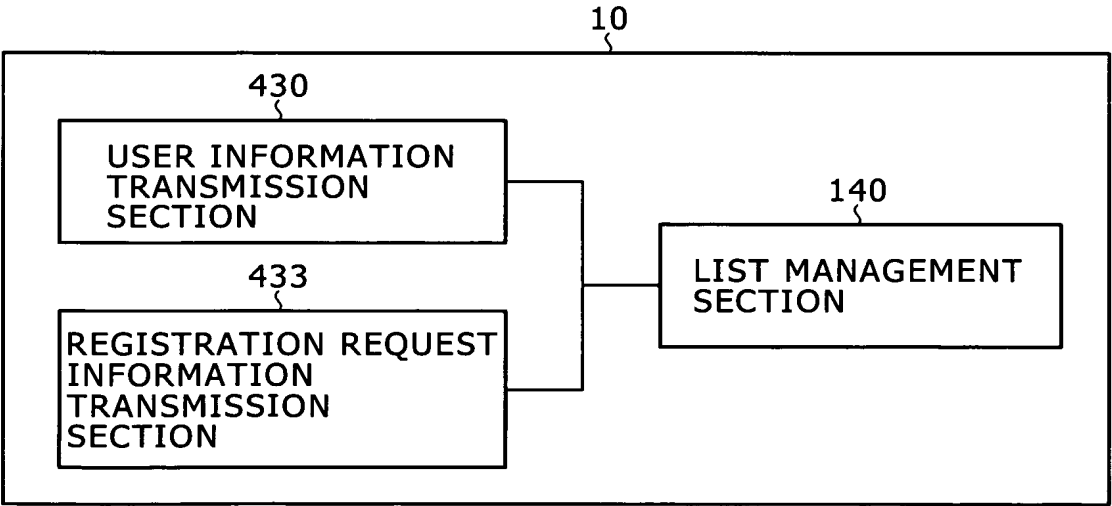 10
430
USER INFORMATION
TRANSMISSION
SECTION
140
LIST MANAGEMENT
SECTION
433
REGISTRATION REQUEST
INFORMATION
TRANSMISSION
SECTION